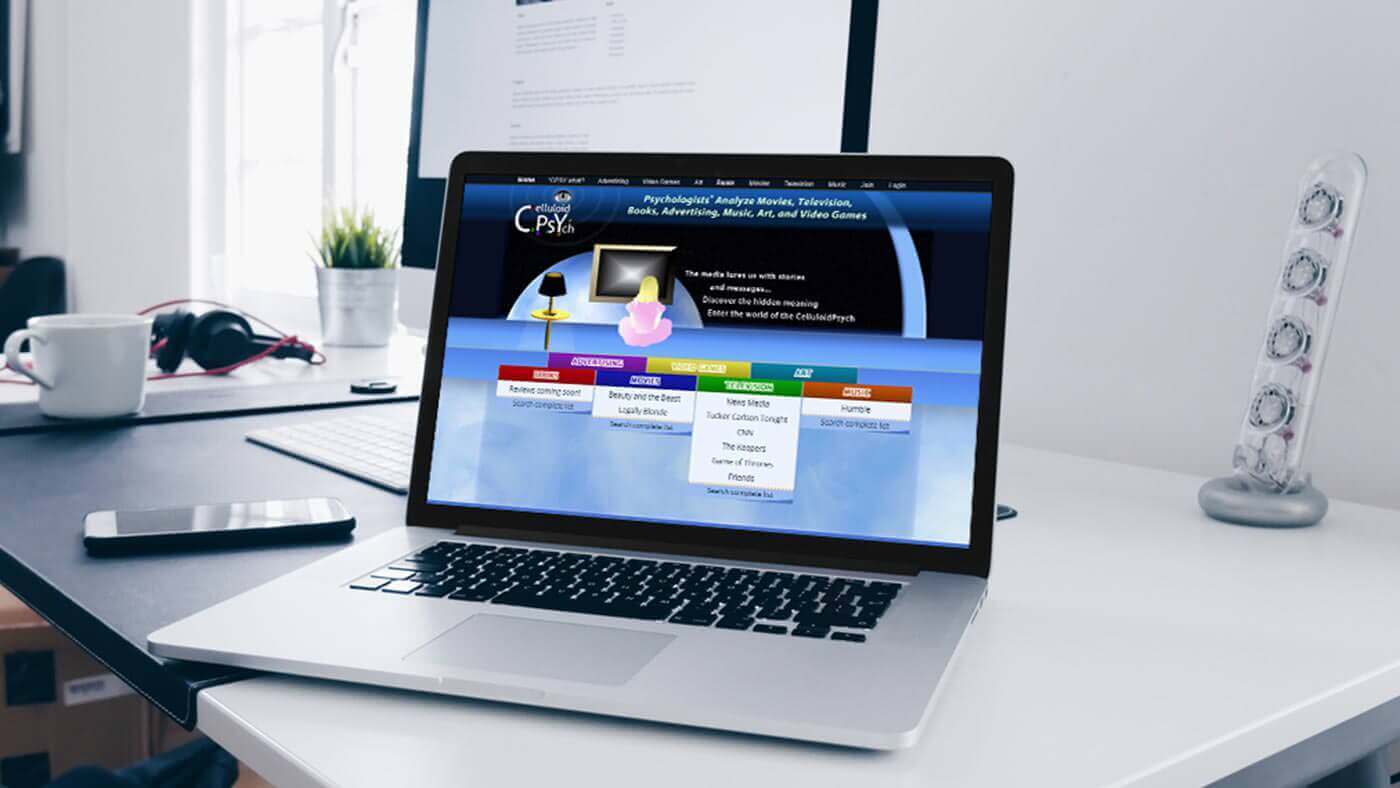 Home CPSY what? Advertising Video Games Art Books Movies Television Music Join Login
Celluloid
CPsYch
Psychologists' Analyze Movies, Television,
Books, Advertising, Music, Art, and Video Games
The media lures us with stories
and messages...
Discover the hidden meaning
Enter the world of the CelluloidPsych
ADVERTISING VIDEO GAMES ART
BOOKS MOVIES TELEVISION MUSIC
Reviews coming soon!
Search complete list
Beauty and the Beast
Legally Blonde
Search complete list
News Media
Tucker Carlson Tonight
CNN
The Keepers
Game of Thrones
Friends
Search complete list
Humble
Search complete list